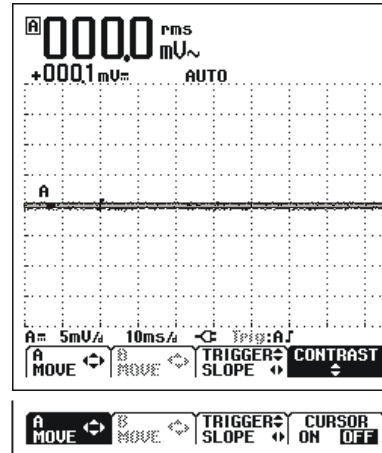 A 000.0 rms mV~
+000.1 mV⎓ AUTO
A
A⎓ 5mV/d 10ms/d Trig:A
A MOVE B MOVE TRIGGER SLOPE CONTRAST
A MOVE B MOVE TRIGGER SLOPE CURSOR ON OFF